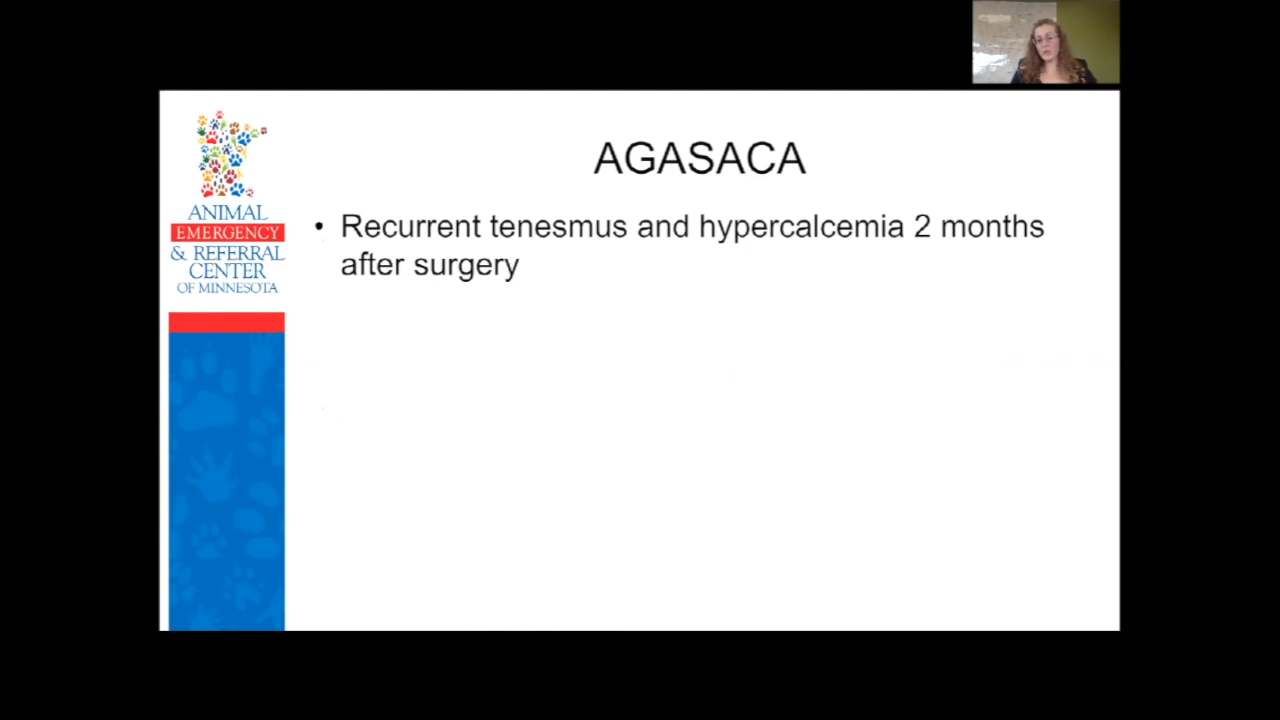 AGASACA
ANIMAL
EMERGENCY
& REFERRAL
CENTER
OF MINNESOTA
• Recurrent tenesmus and hypercalcemia 2 months
after surgery